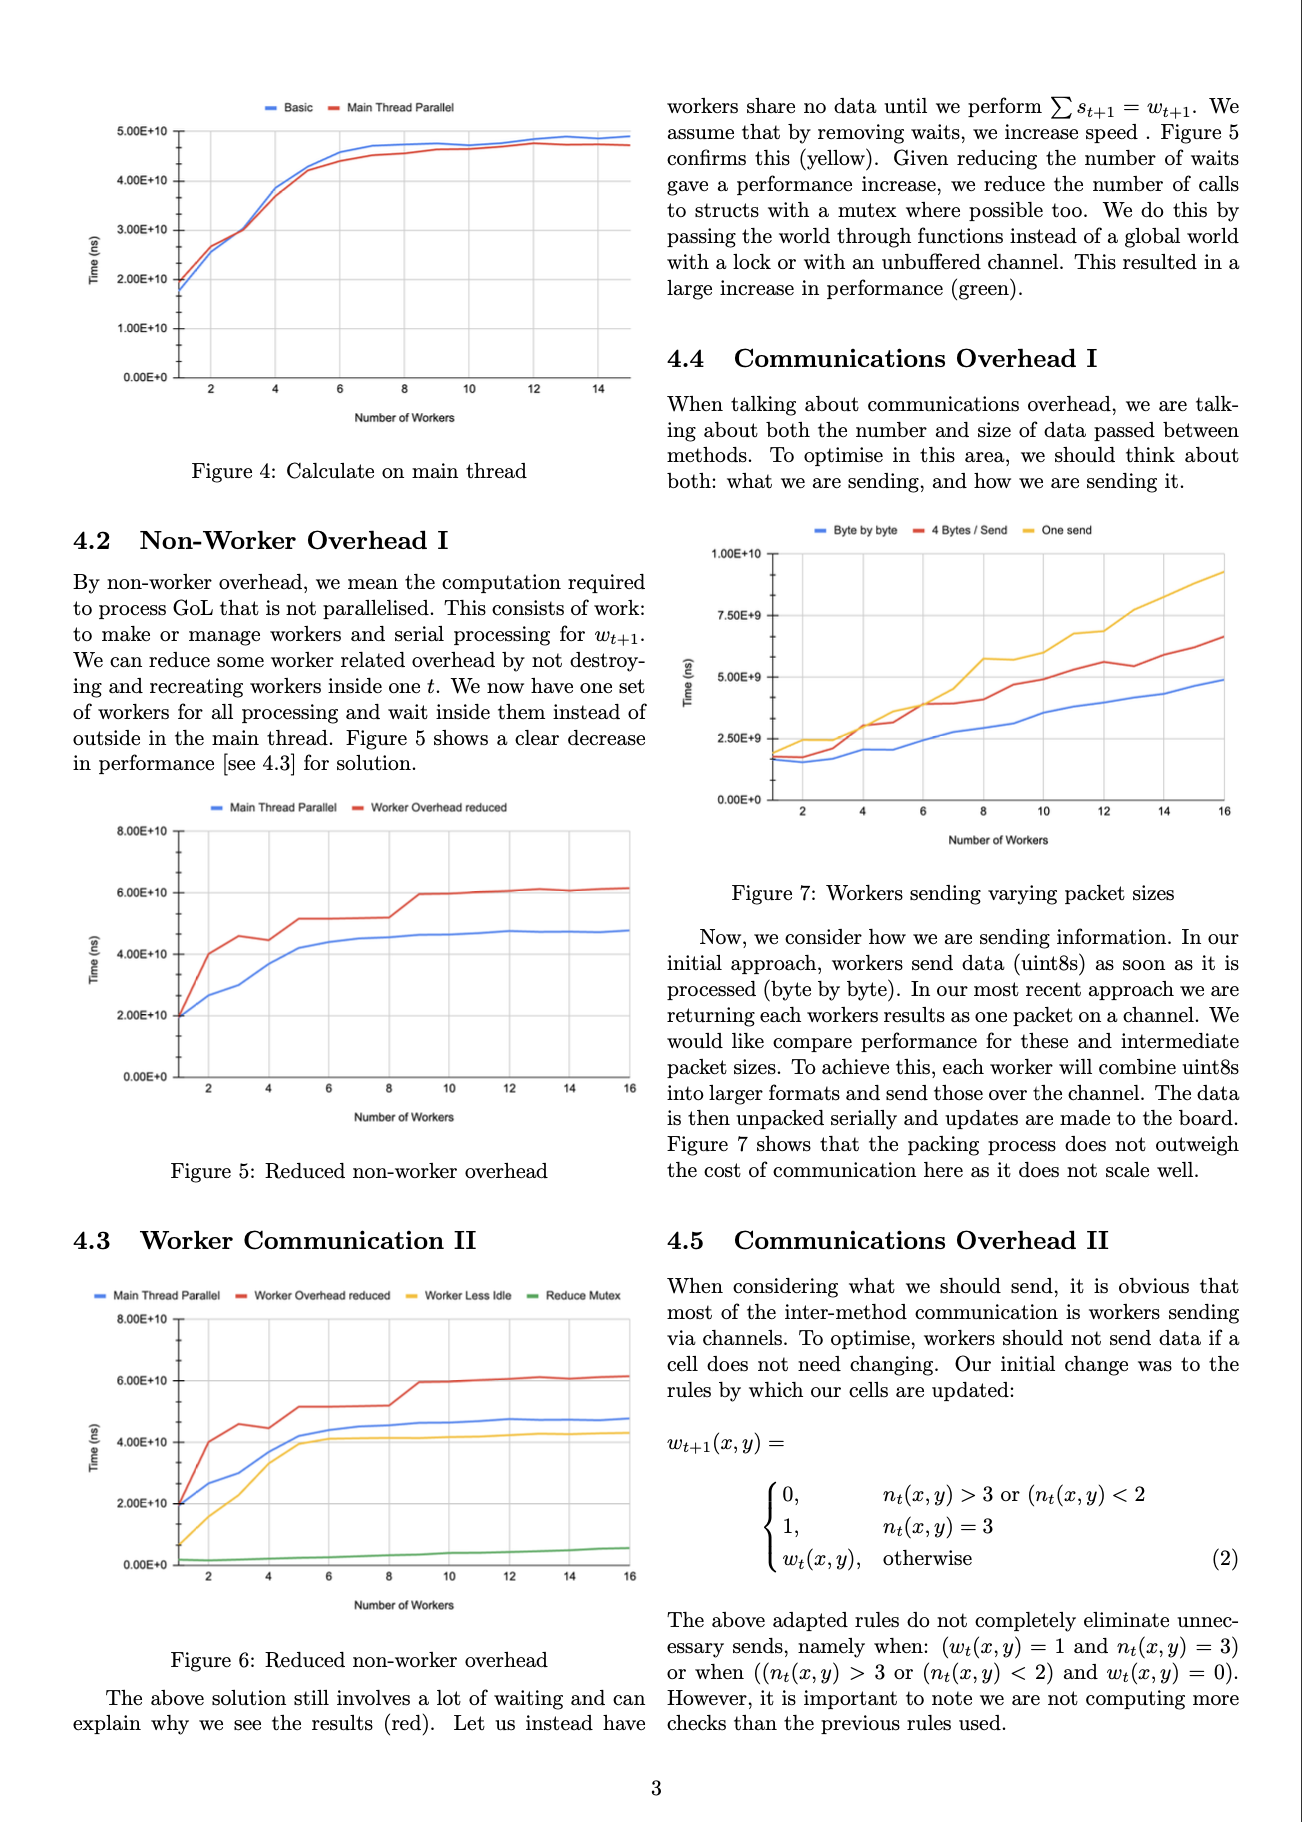 Basic Main Thread Parallel
5.00E+10
4.00E+10
3.00E+10
2.00E+10
1.00E+10
0.00E+0
Time (ns)
2 4 6 8 10 12 14
Number of Workers
Figure 4: Calculate on main thread
4.2 Non-Worker Overhead I
By non-worker overhead, we mean the computation required
to process GoL that is not parallelised. This consists of work:
to make or manage workers and serial processing for wₜ₊₁.
We can reduce some worker related overhead by not destroy-
ing and recreating workers inside one t. We now have one set
of workers for all processing and wait inside them instead of
outside in the main thread. Figure 5 shows a clear decrease
in performance [see 4.3] for solution.
Main Thread Parallel Worker Overhead reduced
8.00E+10
6.00E+10
4.00E+10
2.00E+10
0.00E+0
Time (ns)
2 4 6 8 10 12 14 16
Number of Workers
Figure 5: Reduced non-worker overhead
4.3 Worker Communication II
Main Thread Parallel Worker Overhead reduced Worker Less Idle Reduce Mutex
8.00E+10
6.00E+10
4.00E+10
2.00E+10
0.00E+0
Time (ns)
2 4 6 8 10 12 14 16
Number of Workers
Figure 6: Reduced non-worker overhead
The above solution still involves a lot of waiting and can
explain why we see the results (red). Let us instead have
workers share no data until we perform ∑ sₜ₊₁ = wₜ₊₁. We
assume that by removing waits, we increase speed . Figure 5
confirms this (yellow). Given reducing the number of waits
gave a performance increase, we reduce the number of calls
to structs with a mutex where possible too. We do this by
passing the world through functions instead of a global world
with a lock or with an unbuffered channel. This resulted in a
large increase in performance (green).
4.4 Communications Overhead I
When talking about communications overhead, we are talk-
ing about both the number and size of data passed between
methods. To optimise in this area, we should think about
both: what we are sending, and how we are sending it.
Byte by byte 4 Bytes / Send One send
1.00E+10
7.50E+9
5.00E+9
2.50E+9
0.00E+0
Time (ns)
2 4 6 8 10 12 14 16
Number of Workers
Figure 7: Workers sending varying packet sizes
Now, we consider how we are sending information. In our
initial approach, workers send data (uint8s) as soon as it is
processed (byte by byte). In our most recent approach we are
returning each workers results as one packet on a channel. We
would like compare performance for these and intermediate
packet sizes. To achieve this, each worker will combine uint8s
into larger formats and send those over the channel. The data
is then unpacked serially and updates are made to the board.
Figure 7 shows that the packing process does not outweigh
the cost of communication here as it does not scale well.
4.5 Communications Overhead II
When considering what we should send, it is obvious that
most of the inter-method communication is workers sending
via channels. To optimise, workers should not send data if a
cell does not need changing. Our initial change was to the
rules by which our cells are updated:
wₜ₊₁(x, y) =
0, nₜ(x, y) > 3 or (nₜ(x, y) < 2
1, nₜ(x, y) = 3
wₜ(x, y), otherwise (2)
The above adapted rules do not completely eliminate unnec-
essary sends, namely when: (wₜ(x, y) = 1 and nₜ(x, y) = 3)
or when ((nₜ(x, y) > 3 or (nₜ(x, y) < 2) and wₜ(x, y) = 0).
However, it is important to note we are not computing more
checks than the previous rules used.
3